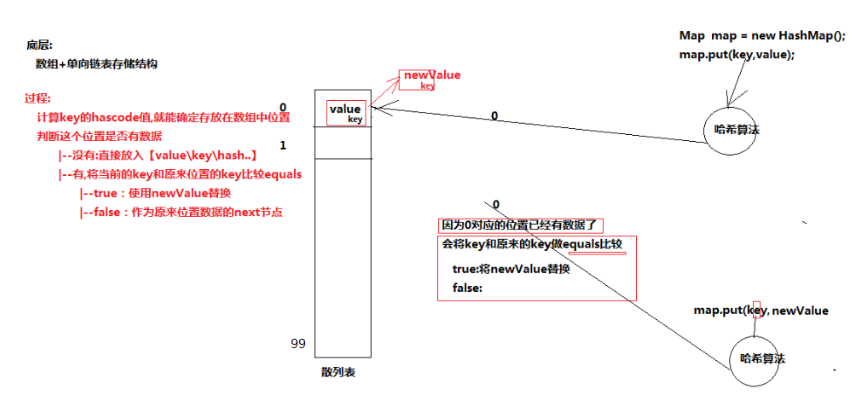 底层:
数组+单向链表存储结构
过程:
计算key的hascode值,就能确定存放在数组中位置
判断这个位置是否有数据
|--没有:直接放入【value\key\hash..】
|--有,将当前的key和原来位置的key比较equals
|--true：使用newValue替换
|--false：作为原来位置数据的next节点
0
1
99
value
key
散列表
newValue
key
0
Map map = new HashMap();
map.put(key,value);
哈希算法
0
因为0对应的位置已经有数据了
会将key和原来的key做equals比较
true:将newValue替换
false:
map.put(key,newValue
哈希算法